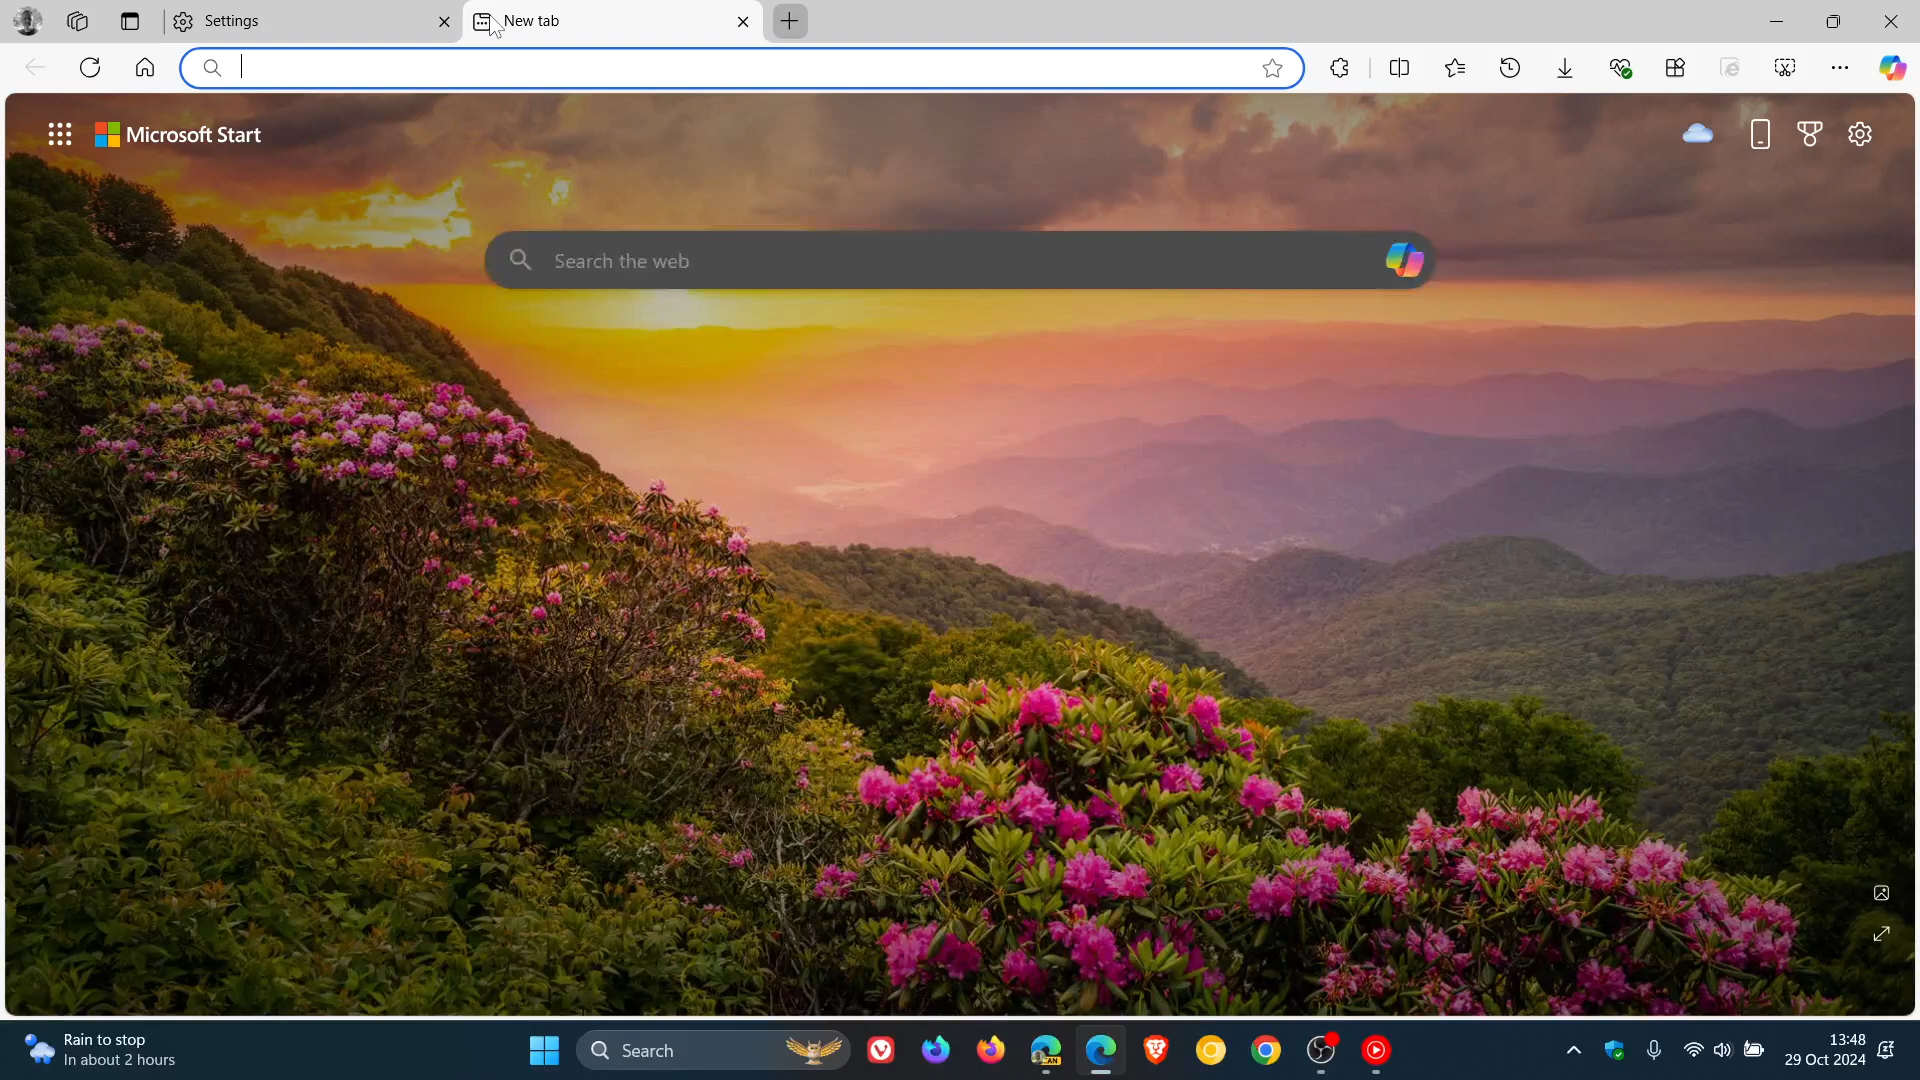 Settings
New tab
Microsoft Start
Search the web
Rain to stop
In about 2 hours
Search
CAN
13:48
29 Oct 2024